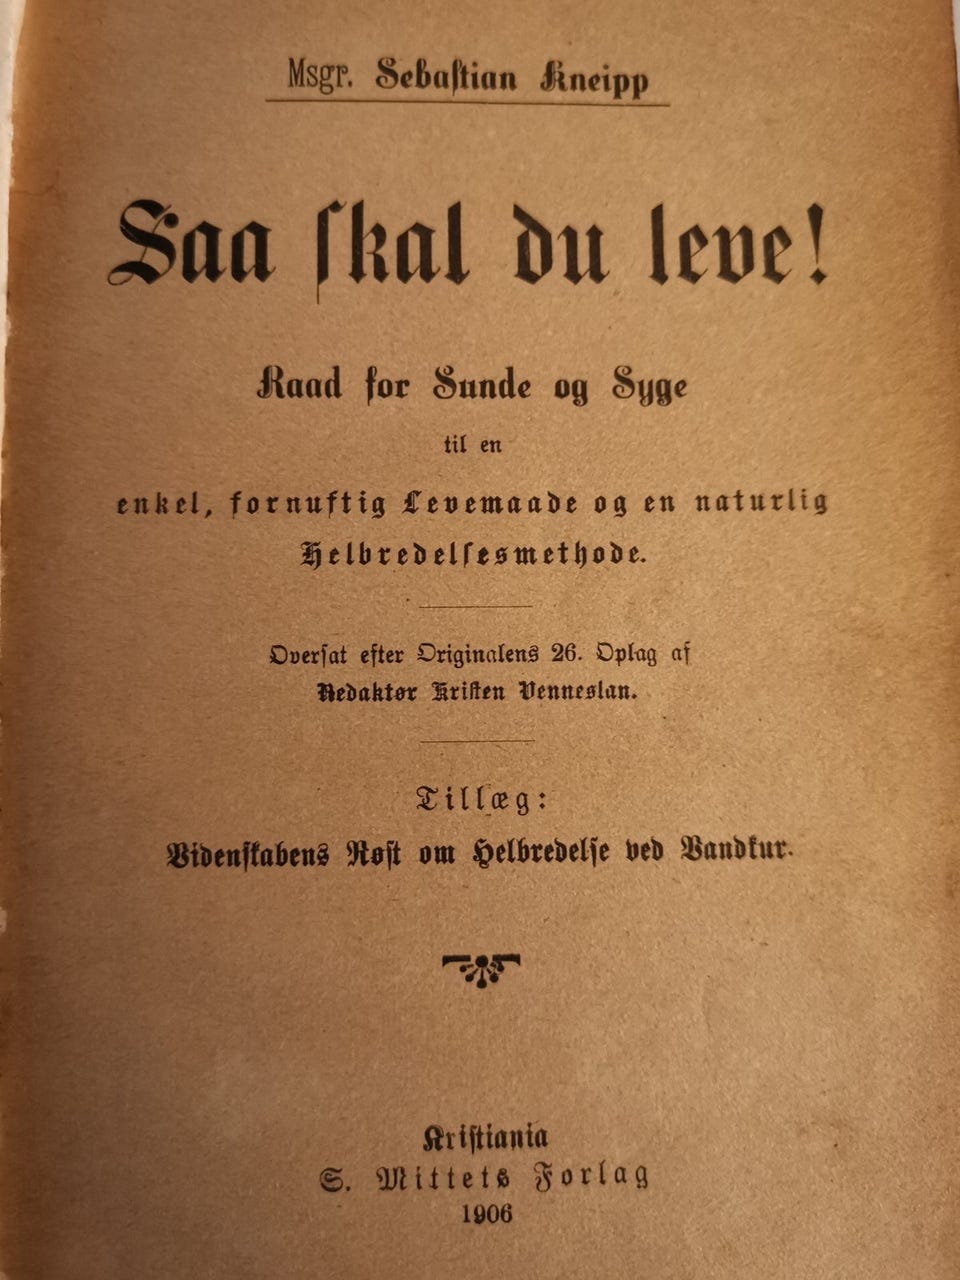 Msgr. Sebastian Kneipp
Saa skal du leve!
Raad for Sunde og Syge
til en
enkel, fornuftig Levemaade og en naturlig
Helbredelsesmethode.
Oversat efter Originalens 26. Oplag af
Redaktør Kristen Venneslan.
Tillæg:
Videnskabens Røst om Helbredelse ved Vandkur.
Kristiania
S. Mittets Forlag
1906